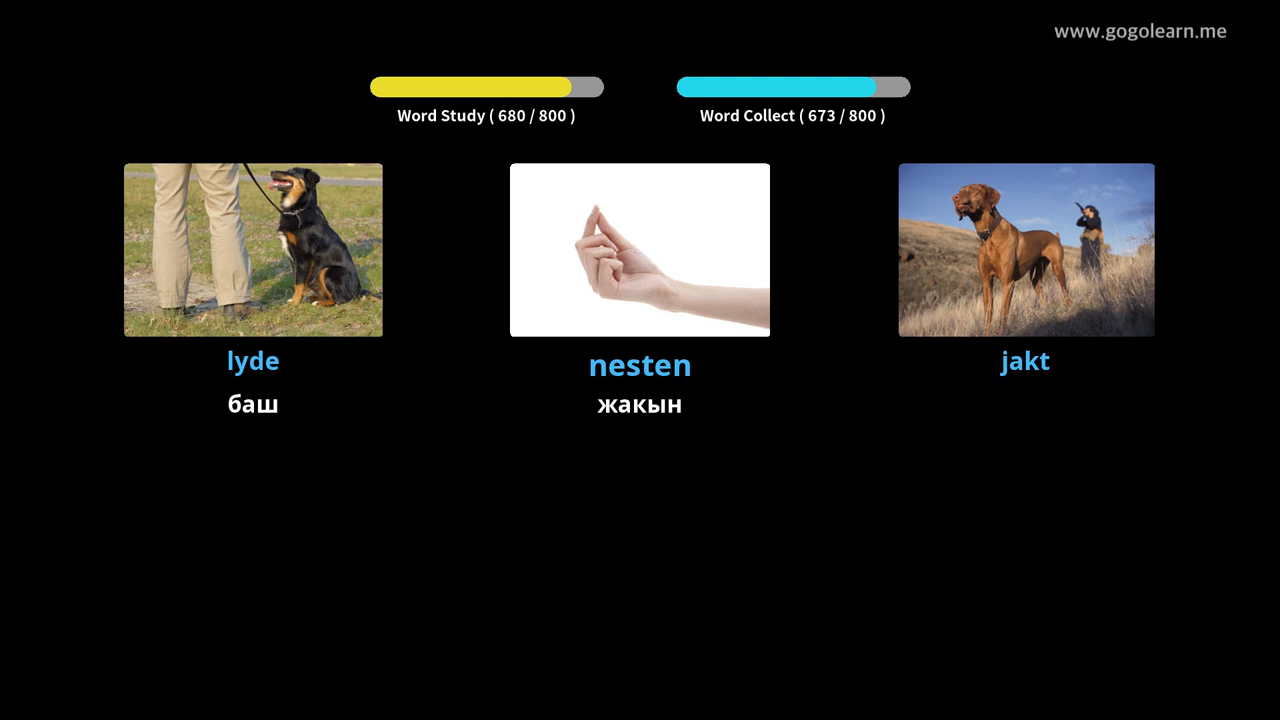 www.gogolearn.me
Word Study ( 680 / 800 )
Word Collect ( 673 / 800 )
lyde
nesten
jakt
баш
жакын